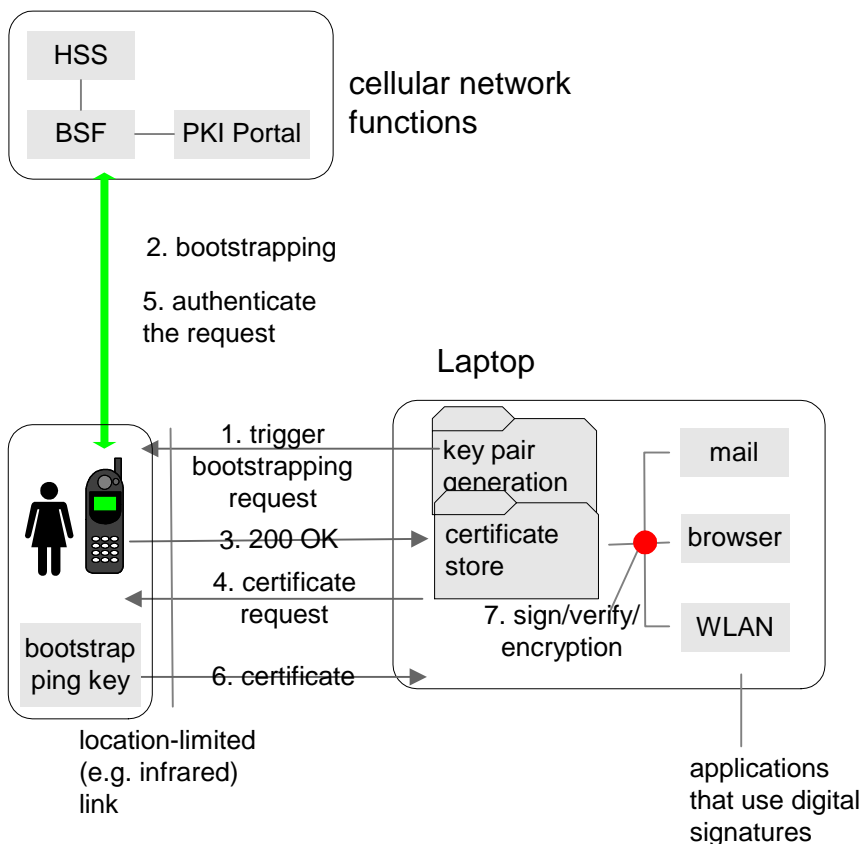 HSS
BSF
PKI Portal
cellular network
functions
2. bootstrapping
5. authenticate
the request
Laptop
1. trigger
bootstrapping
request
key pair
generation
mail
3. 200 OK
certificate
store
browser
4. certificate
request
7. sign/verify/
encryption
WLAN
bootstrap
ping key
6. certificate
location-limited
(e.g. infrared)
link
applications
that use digital
signatures